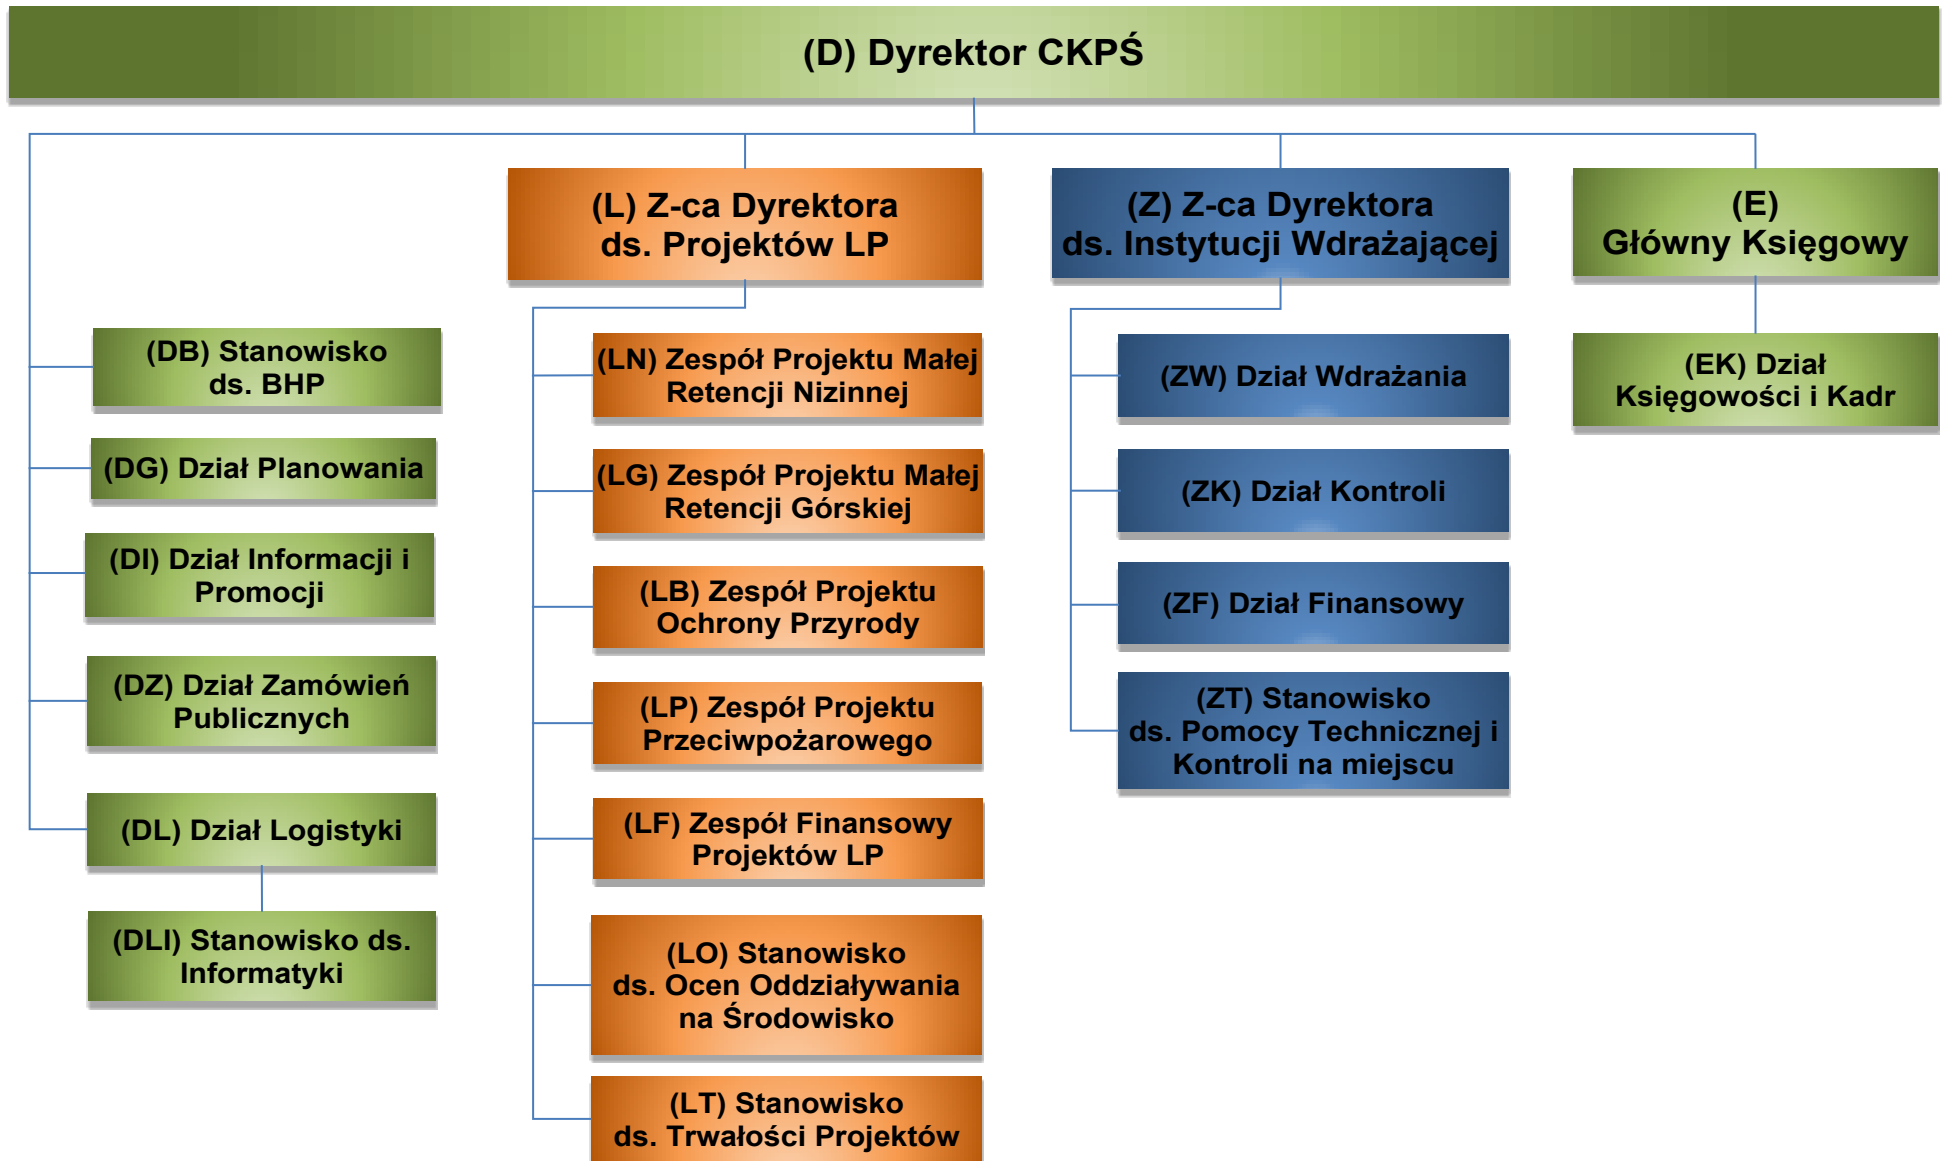 (D) Dyrektor CKPŚ
(L) Z-ca Dyrektora
ds. Projektów LP
(Z) Z-ca Dyrektora
ds. Instytucji Wdrażającej
(E)
Główny Księgowy
(DB) Stanowisko
ds. BHP
(DG) Dział Planowania
(DI) Dział Informacji i
Promocji
(DZ) Dział Zamówień
Publicznych
(DL) Dział Logistyki
(DLI) Stanowisko ds.
Informatyki
(LN) Zespół Projektu Małej
Retencji Nizinnej
(LG) Zespół Projektu Małej
Retencji Górskiej
(LB) Zespół Projektu
Ochrony Przyrody
(LP) Zespół Projektu
Przeciwpożarowego
(LF) Zespół Finansowy
Projektów LP
(LO) Stanowisko
ds. Ocen Oddziaływania
na Środowisko
(LT) Stanowisko
ds. Trwałości Projektów
(ZW) Dział Wdrażania
(ZK) Dział Kontroli
(ZF) Dział Finansowy
(ZT) Stanowisko
ds. Pomocy Technicznej i
Kontroli na miejscu
(EK) Dział
Księgowości i Kadr